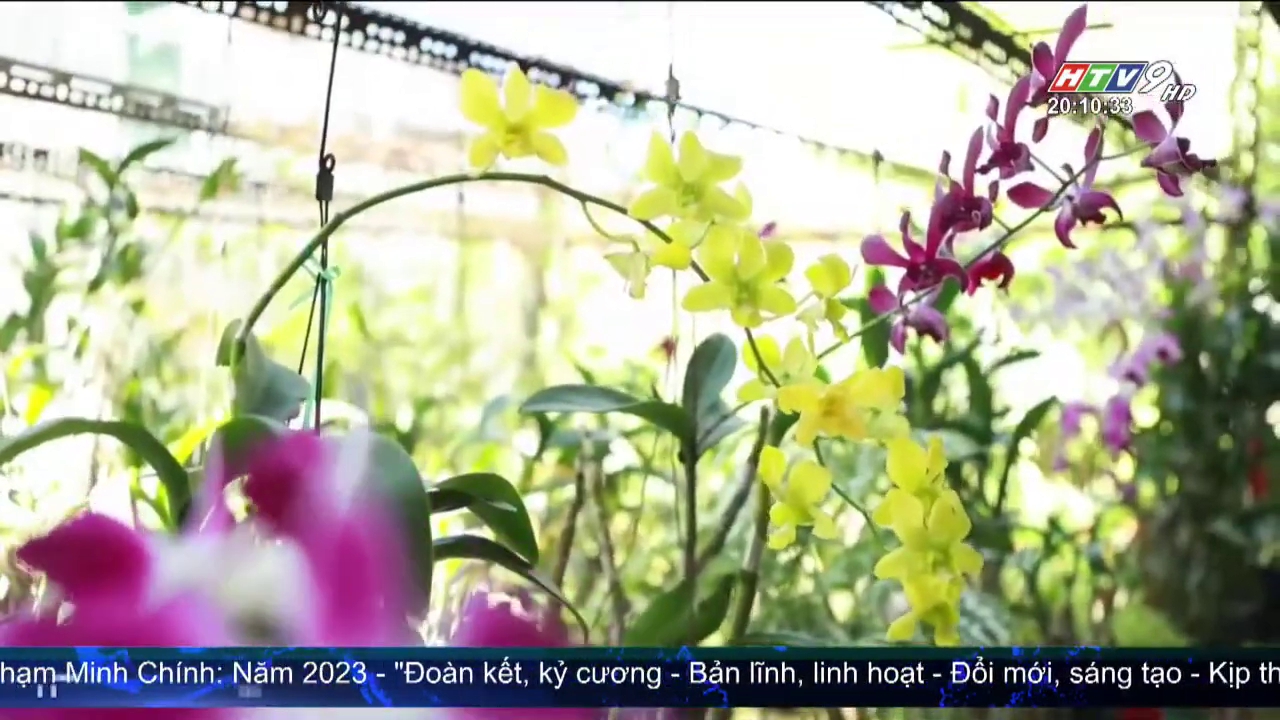 HTV9 HD
20:10:33
hạm Minh Chính: Năm 2023 - "Đoàn kết, kỷ cương - Bản lĩnh, linh hoạt - Đổi mới, sáng tạo - Kịp th